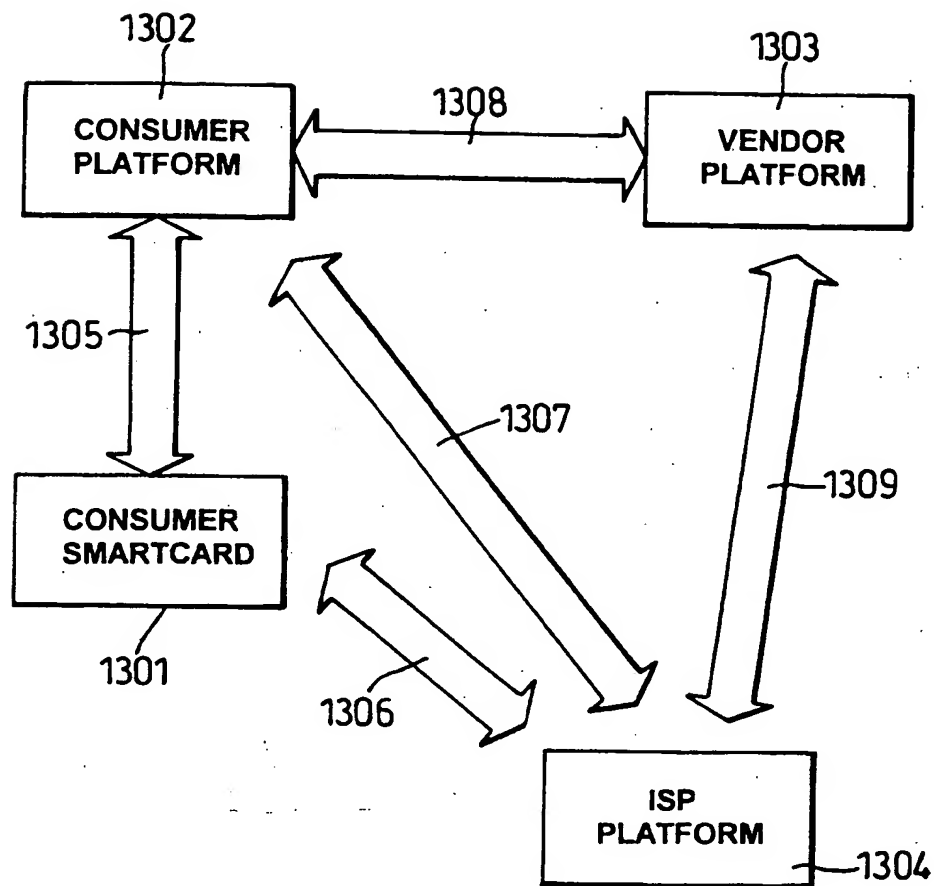 1302
1303
CONSUMER
PLATFORM
1308
VENDOR
PLATFORM
1305
1307
1309
CONSUMER
SMARTCARD
1301
1306
ISP
PLATFORM
1304